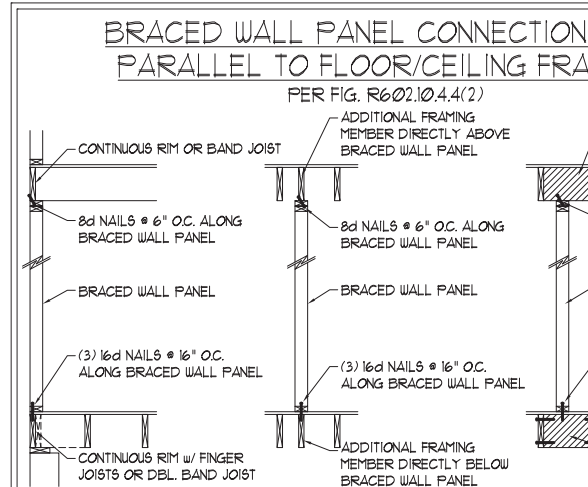 BRACED WALL PANEL CONNECTION
PARALLEL TO FLOOR/CEILING FRA
PER FIG. R602.10.4.4(2)
CONTINUOUS RIM OR BAND JOIST
8d NAILS @ 6" O.C. ALONG
BRACED WALL PANEL
BRACED WALL PANEL
(3) 16d NAILS @ 16" O.C.
ALONG BRACED WALL PANEL
CONTINUOUS RIM w/ FINGER
JOISTS OR DBL. BAND JOIST
ADDITIONAL FRAMING
MEMBER DIRECTLY ABOVE
BRACED WALL PANEL
8d NAILS @ 6" O.C. ALONG
BRACED WALL PANEL
BRACED WALL PANEL
(3) 16d NAILS @ 16" O.C.
ALONG BRACED WALL PANEL
ADDITIONAL FRAMING
MEMBER DIRECTLY BELOW
BRACED WALL PANEL